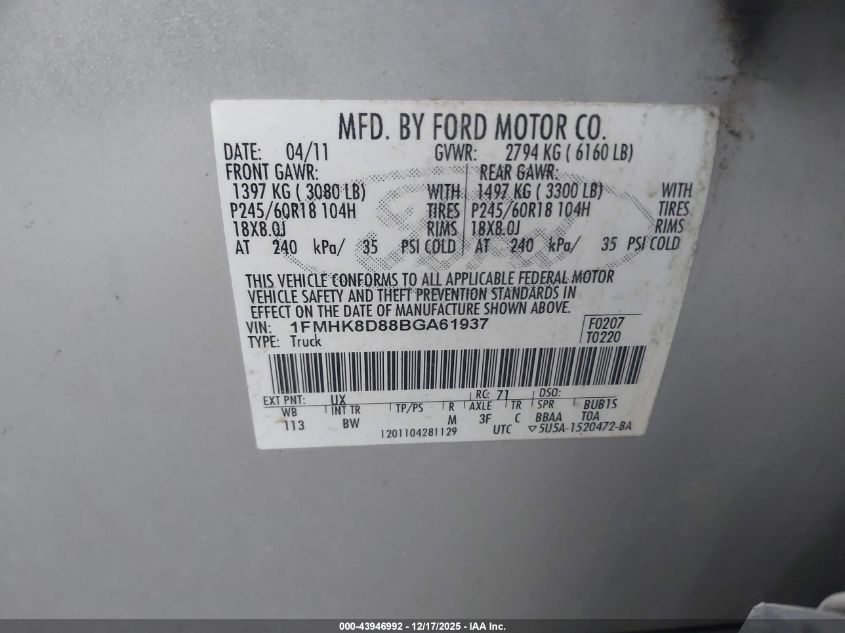 MFD. BY FORD MOTOR CO.
DATE: 04/11 GVWR: 2794 KG ( 6160 LB)
FRONT GAWR: REAR GAWR:
1397 KG ( 3080 LB) WITH 1497 KG ( 3300 LB) WITH
P245/60R18 104H TIRES P245/60R18 104H TIRES
18X8.0J RIMS 18X8.0J RIMS
AT 240 kPa/ 35 PSI COLD AT 240 kPa/ 35 PSI COLD
THIS VEHICLE CONFORMS TO ALL APPLICABLE FEDERAL MOTOR
VEHICLE SAFETY AND THEFT PREVENTION STANDARDS IN
EFFECT ON THE DATE OF MANUFACTURE SHOWN ABOVE.
VIN: 1FMHK8D88BGA61937 F0207
TYPE: Truck T0220
EXT PNT: UX RC: 71 DSO:
WB INT TR TP/PS R AXLE TR SPR BUB1S
113 BW M 3F C BBAA TOA
1201104281129 UTC ▽5U5A-1520472-BA
000-43946992 - 12/17/2025 - IAA Inc.